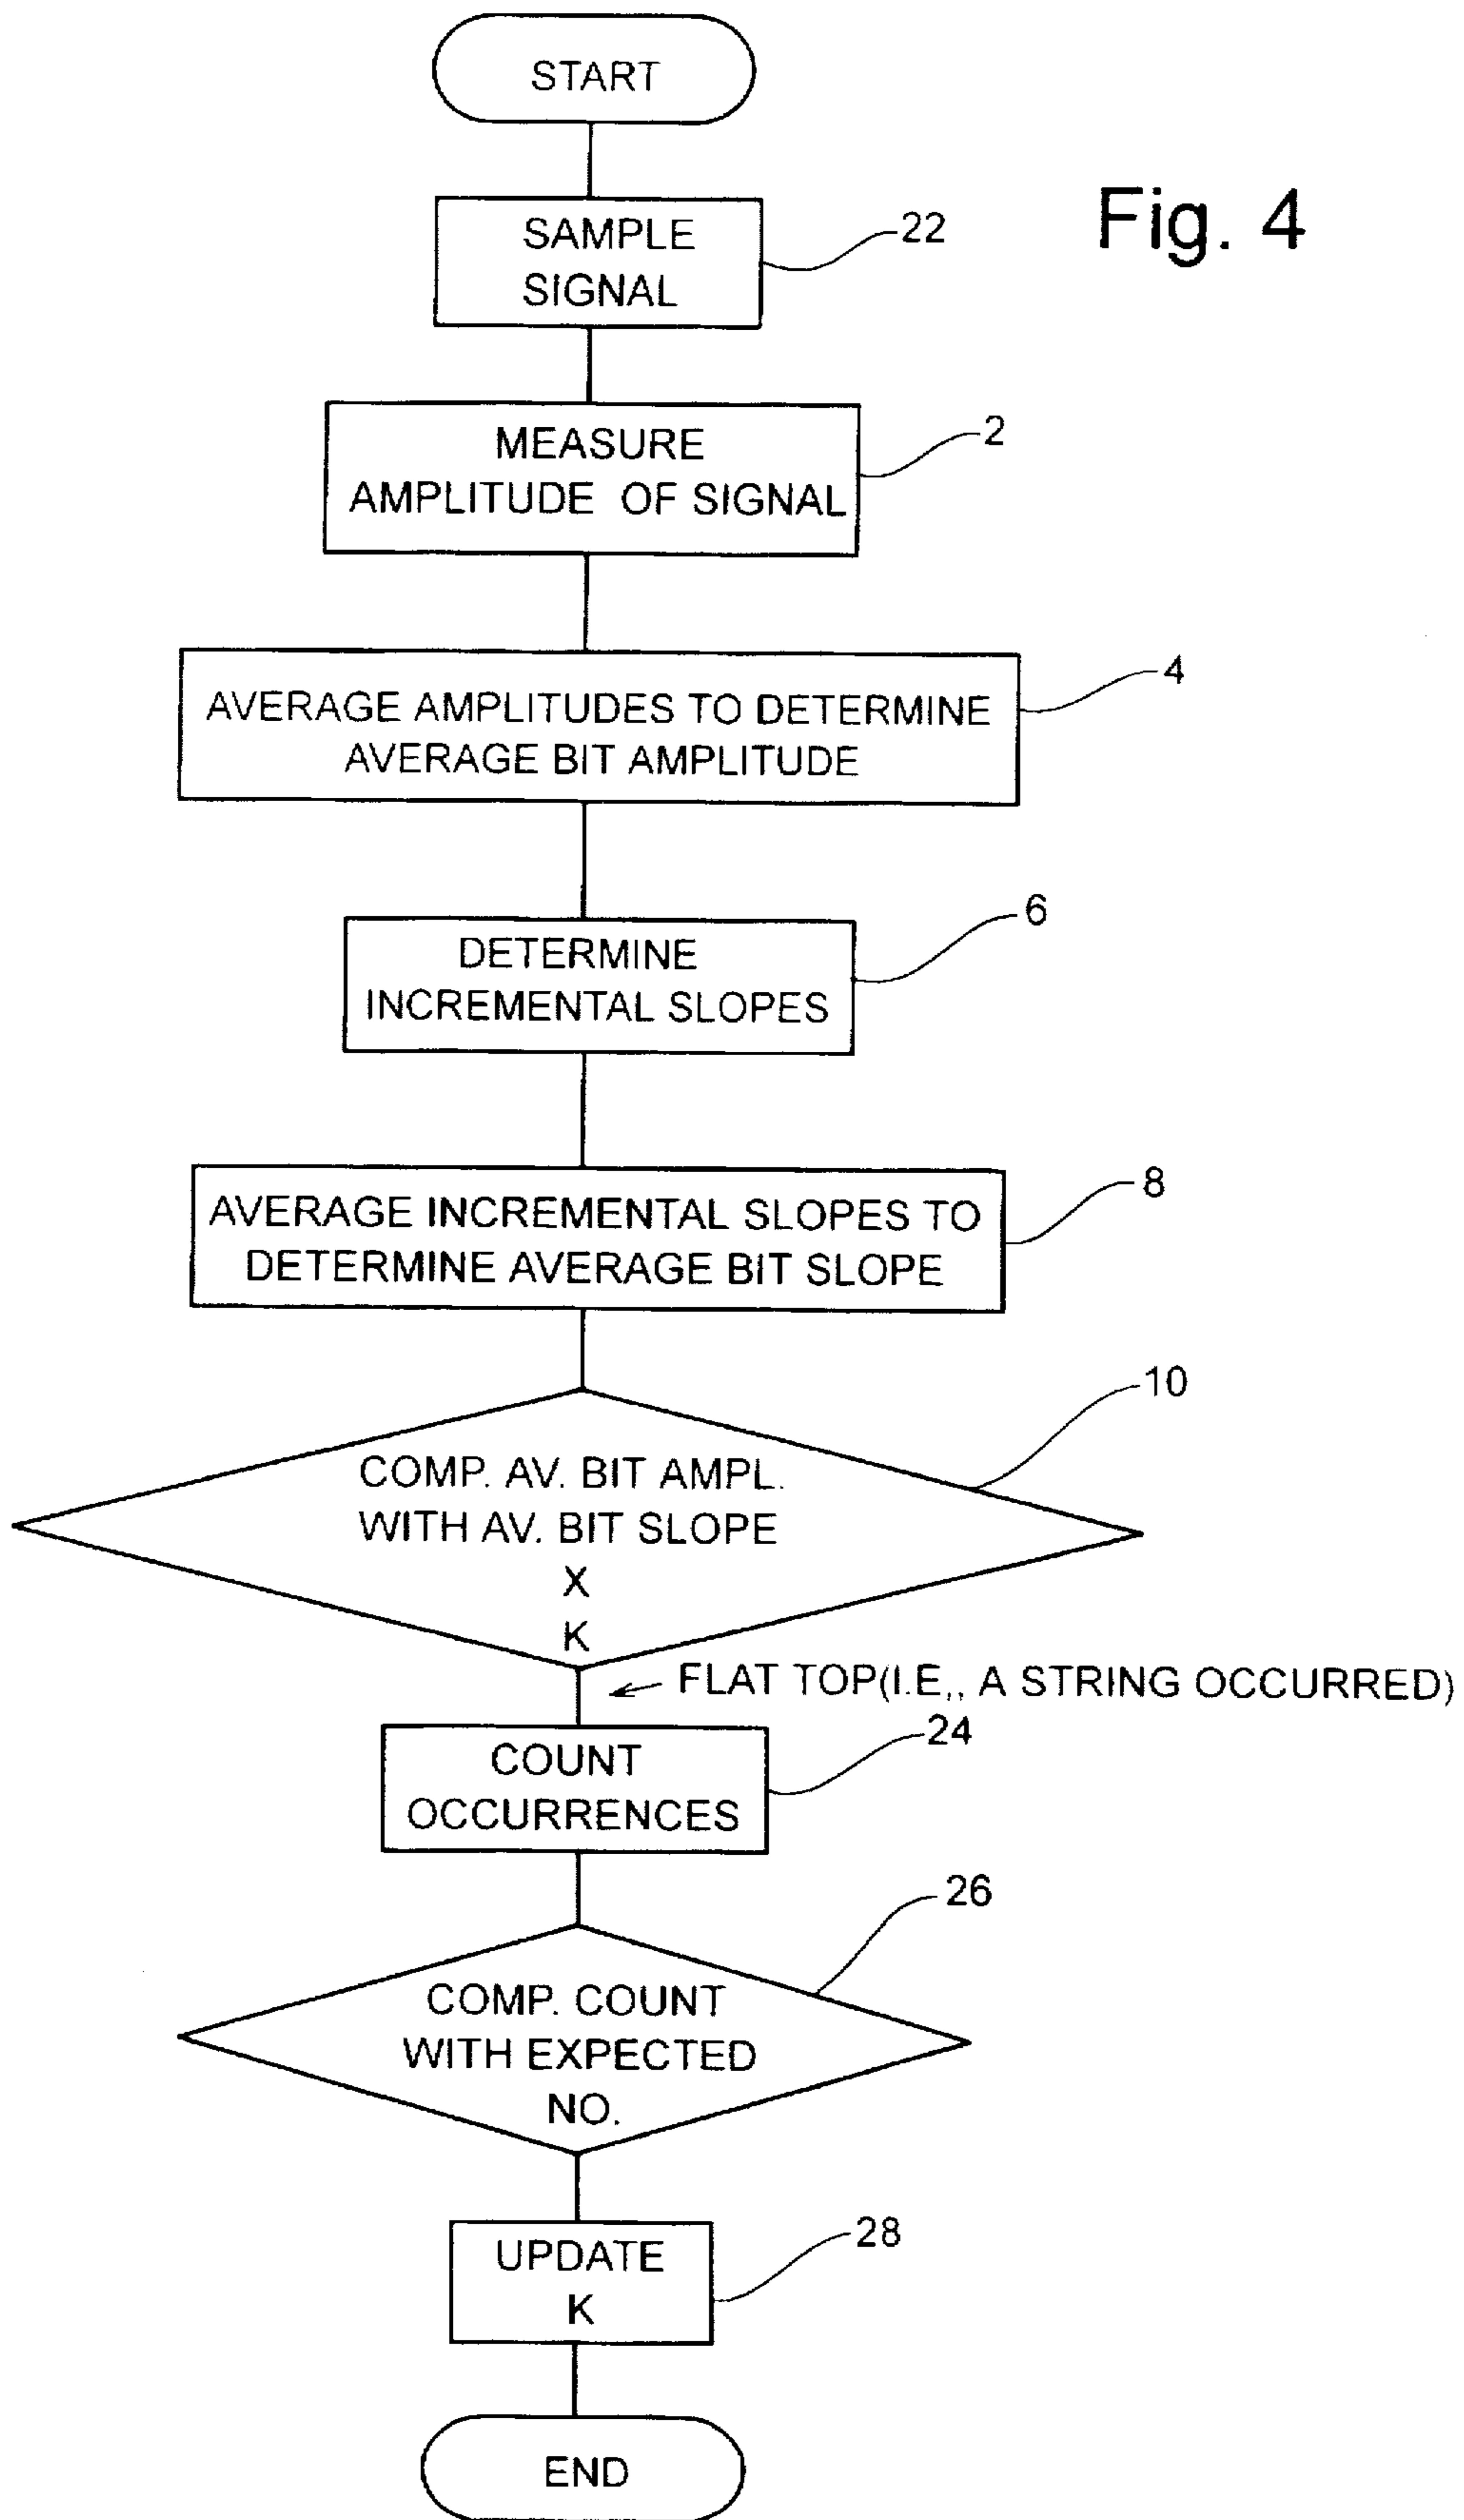 START
Fig. 4
SAMPLE
SIGNAL
22
MEASURE
AMPLITUDE OF SIGNAL
2
AVERAGE AMPLITUDES TO DETERMINE
AVERAGE BIT AMPLITUDE
4
DETERMINE
INCREMENTAL SLOPES
6
AVERAGE INCREMENTAL SLOPES TO
DETERMINE AVERAGE BIT SLOPE
8
COMP. AV. BIT AMPL.
WITH AV. BIT SLOPE
X
K
10
FLAT TOP(I.E,, A STRING OCCURRED)
COUNT
OCCURRENCES
24
COMP. COUNT
WITH EXPECTED
NO.
26
UPDATE
K
28
END